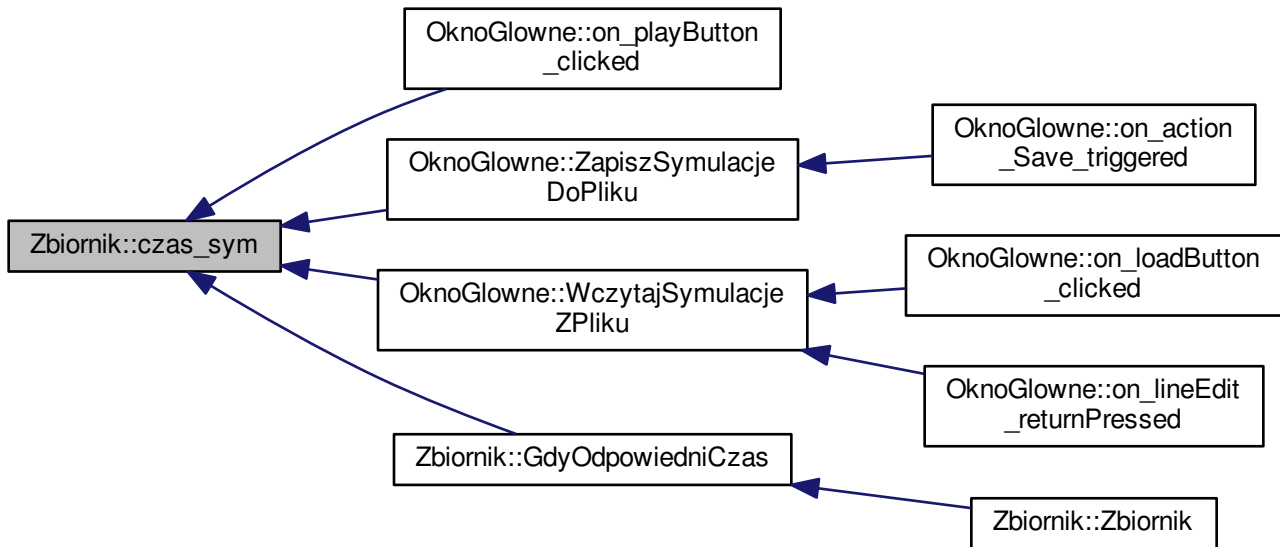 OknoGlowne::on_playButton
_clicked
OknoGlowne::ZapiszSymulacje
DoPliku
OknoGlowne::on_action
_Save_triggered
Zbiornik::czas_sym
OknoGlowne::WczytajSymulacje
ZPliku
OknoGlowne::on_loadButton
_clicked
OknoGlowne::on_lineEdit
_returnPressed
Zbiornik::GdyOdpowiedniCzas
Zbiornik::Zbiornik